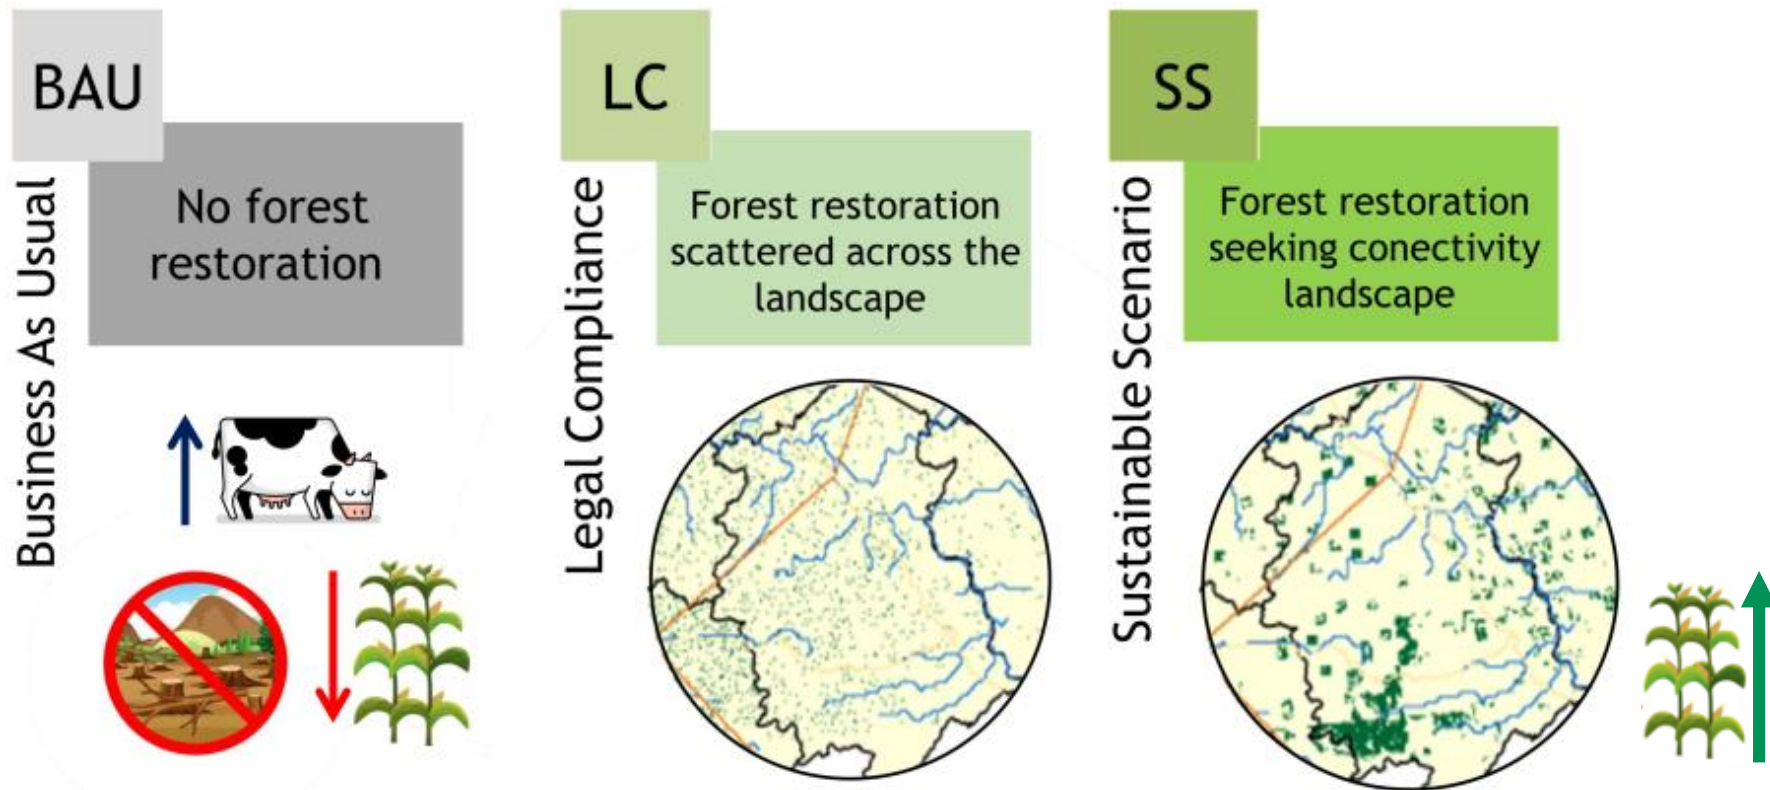 BAU
Business As Usual
No forest
restoration
LC
Legal Compliance
Forest restoration
scattered across the
landscape
SS
Sustainable Scenario
Forest restoration
seeking conectivity
landscape